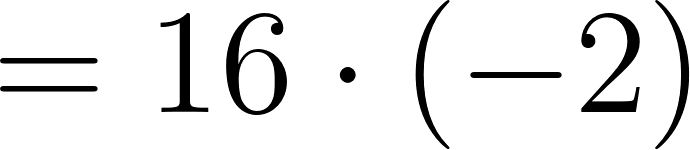 = 16 · (−2)